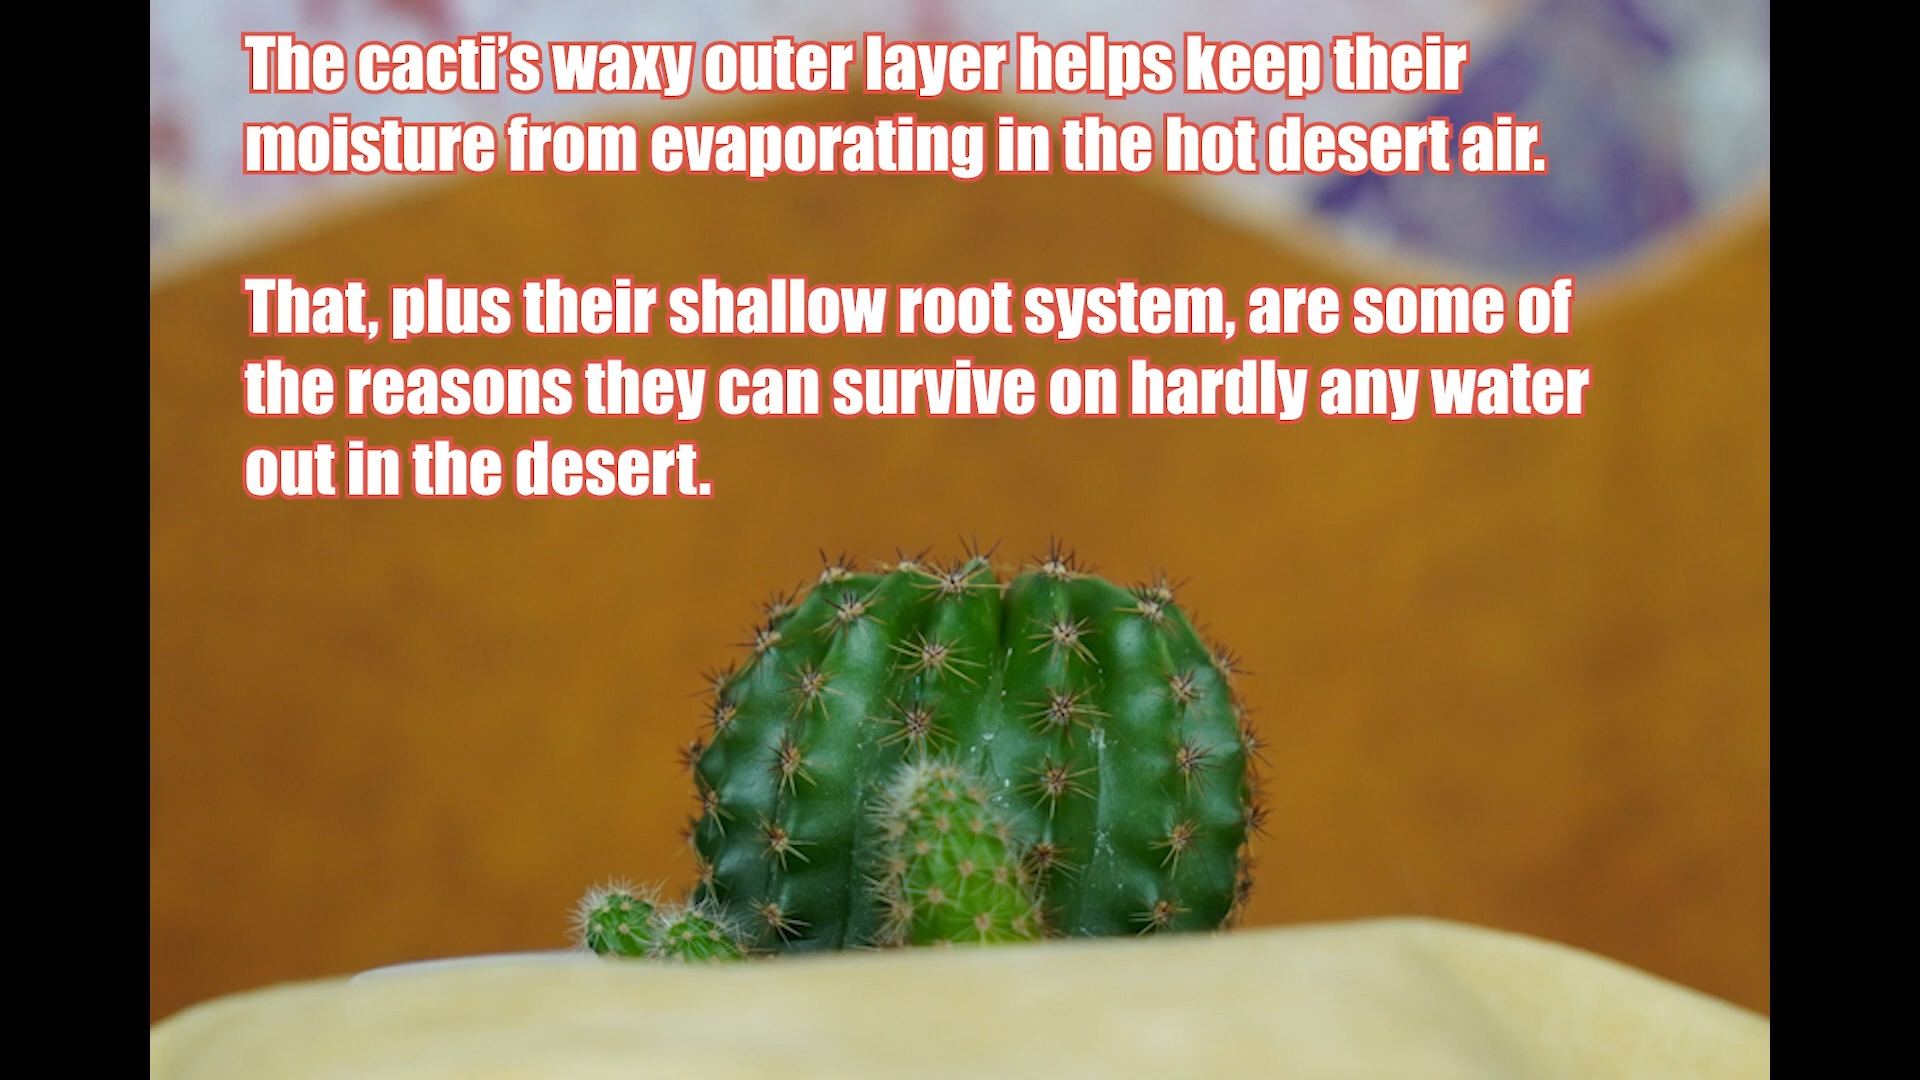 The cacti’s waxy outer layer helps keep their
moisture from evaporating in the hot desert air.
That, plus their shallow root system, are some of
the reasons they can survive on hardly any water
out in the desert.